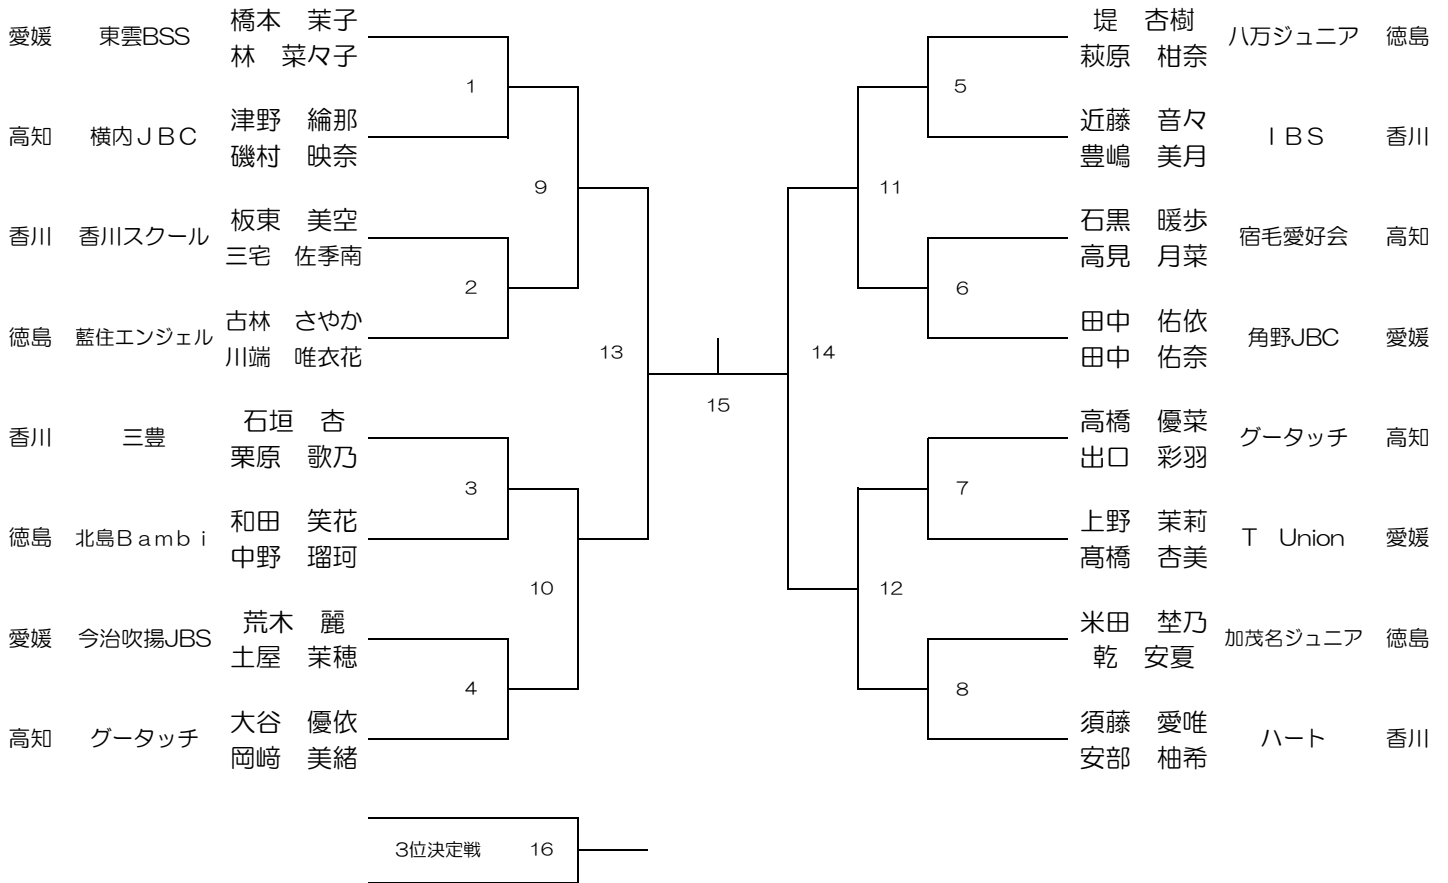 愛媛 東雲BSS 橋本 茉子
林 菜々子
1
高知 横内JBC 津野 綸那
磯村 映奈
9
香川 香川スクール 板東 美空
三宅 佐季南
2
徳島 藍住エンジェル 古林 さやか
川端 唯衣花
13
香川 三豊 石垣 杏
栗原 歌乃
3
徳島 北島Bambi 和田 笑花
中野 瑠珂
10
愛媛 今治吹揚JBS 荒木 麗
土屋 茉穂
4
高知 グータッチ 大谷 優依
岡﨑 美緒
15
堤 杏樹 八万ジュニア 徳島
萩原 柑奈
5
近藤 音々 IBS 香川
豊嶋 美月
11
石黒 暖歩 宿毛愛好会 高知
高見 月菜
6
田中 佑依 角野JBC 愛媛
田中 佑奈
14
高橋 優菜 グータッチ 高知
出口 彩羽
7
上野 茉莉 T Union 愛媛
髙橋 杏美
12
米田 埜乃 加茂名ジュニア 徳島
乾 安夏
8
須藤 愛唯 ハート 香川
安部 柚希
3位決定戦 16